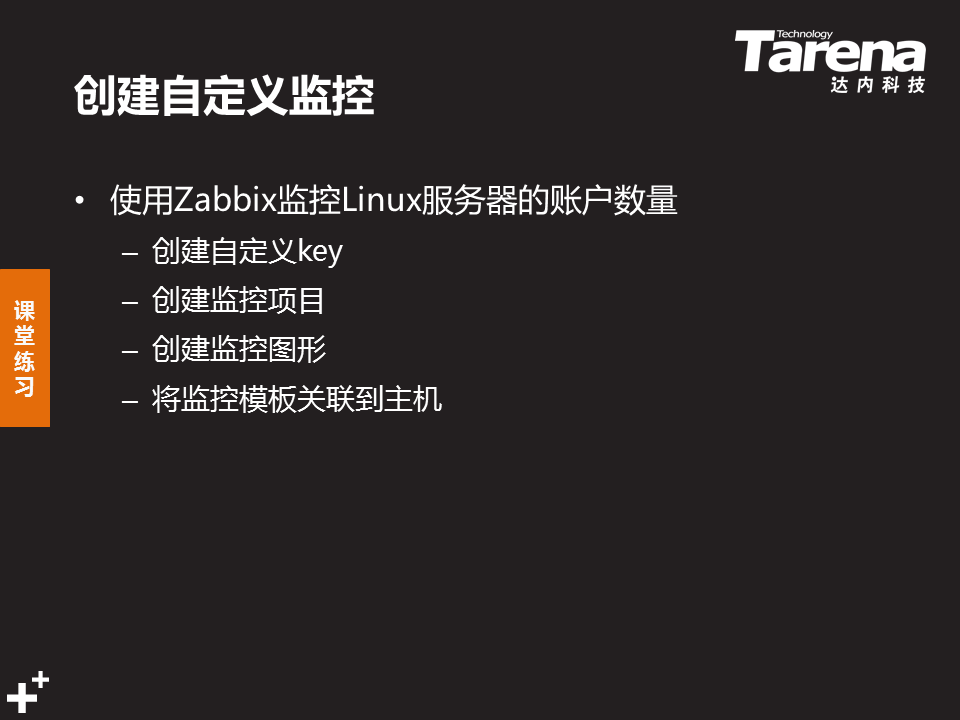 Technology
Tarena
达内科技
创建自定义监控
• 使用Zabbix监控Linux服务器的账户数量
– 创建自定义key
– 创建监控项目
– 创建监控图形
– 将监控模板关联到主机
课堂练习